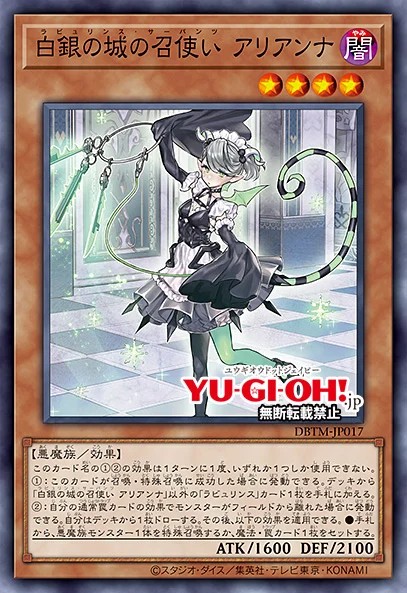 ラビュリンス・サーバンツ
白銀の城の召使い アリアンナ
やみ
闇
ユウギオウドットジェイピー
YU-GI-OH!.jp
無断転載禁止
DBTM-JP017
【悪魔族／効果】
このカード名の①②の効果は1ターンに1度、いずれか1つしか使用できない。
①：このカードが召喚・特殊召喚に成功した場合に発動できる。デッキから
「白銀の城の召使い アリアンナ」以外の「ラビュリンス」カード1枚を手札に加える。
②：自分の通常罠カードの効果でモンスターがフィールドから離れた場合に発動
できる。自分はデッキから1枚ドローする。その後、以下の効果を適用できる。●手札
から、悪魔族モンスター1体を特殊召喚するか、魔法・罠カード1枚をセットする。
ATK/1600 DEF/2100
©スタジオ・ダイス／集英社・テレビ東京・KONAMI